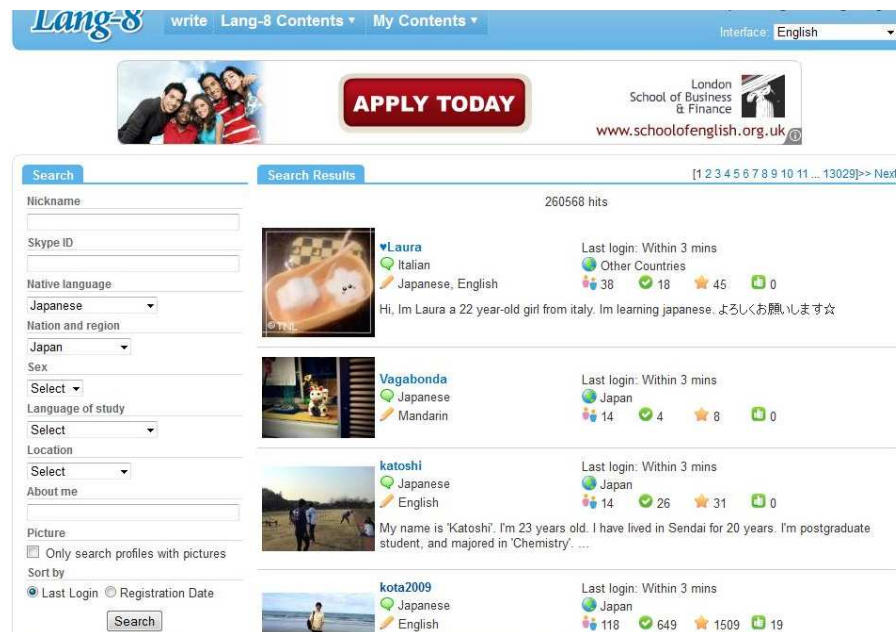 Lang-8 write Lang-8 Contents ▾ My Contents ▾
Interface: English
APPLY TODAY
London
School of Business
& Finance
www.schoolofenglish.org.uk
Search
Nickname
Skype ID
Native language
Japanese
Nation and region
Japan
Sex
Select
Language of study
Select
Location
Select
About me
Picture
Only search profiles with pictures
Sort by
Last Login Registration Date
Search
Search Results [1 2 3 4 5 6 7 8 9 10 11 ... 13029]>> Next
260568 hits
©TNL
♥Laura Last login: Within 3 mins
Italian Other Countries
Japanese, English 38 18 45 0
Hi, Im Laura a 22 year-old girl from italy. Im learning japanese. よろしくお願いします☆
Vagabonda Last login: Within 3 mins
Japanese Japan
Mandarin 14 4 8 0
katoshi Last login: Within 3 mins
Japanese Japan
English 14 26 31 0
My name is 'Katoshi'. I'm 23 years old. I have lived in Sendai for 20 years. I'm postgraduate
student, and majored in 'Chemistry'. ...
kota2009 Last login: Within 3 mins
Japanese Japan
English 118 649 1509 19